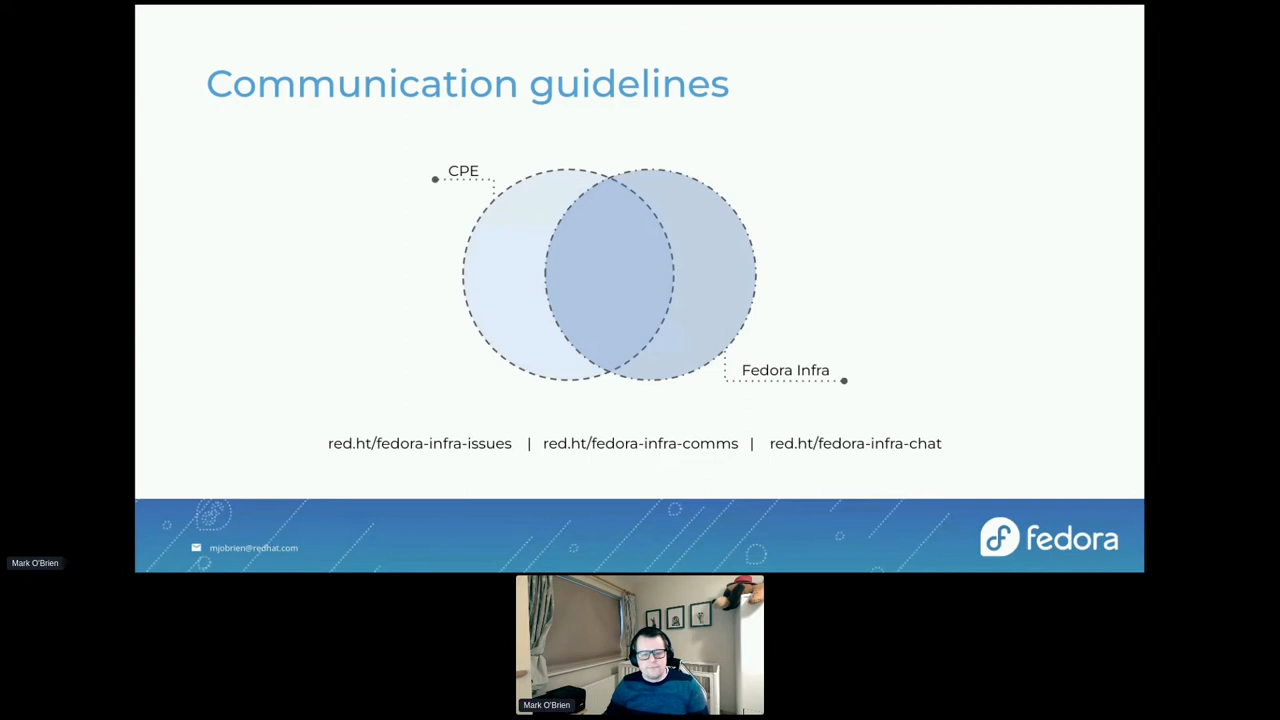 Communication guidelines
CPE
Fedora Infra
red.ht/fedora-infra-issues | red.ht/fedora-infra-comms | red.ht/fedora-infra-chat
mjobrien@redhat.com
fedora
Mark O'Brien
Mark O'Brien